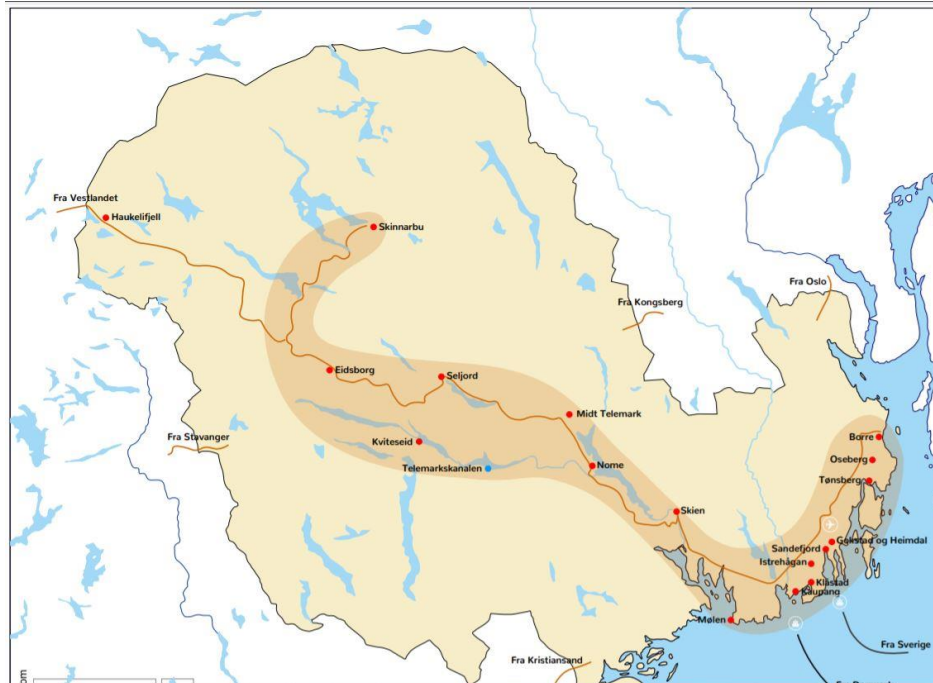 Fra Vestlandet
Haukelifjell
Skinnarbu
Fra Oslo
Fra Kongsberg
Eidsborg
Seljord
Midt Telemark
Fra Stavanger
Kviteseid
Borre
Oseberg
Telemarkskanalen
Nome
Tønsberg
Skien
Gokstad og Heimdal
Sandefjord
Istrehågan
Klåstad
Kaupang
Mølen
Fra Sverige
Fra Kristiansand
om